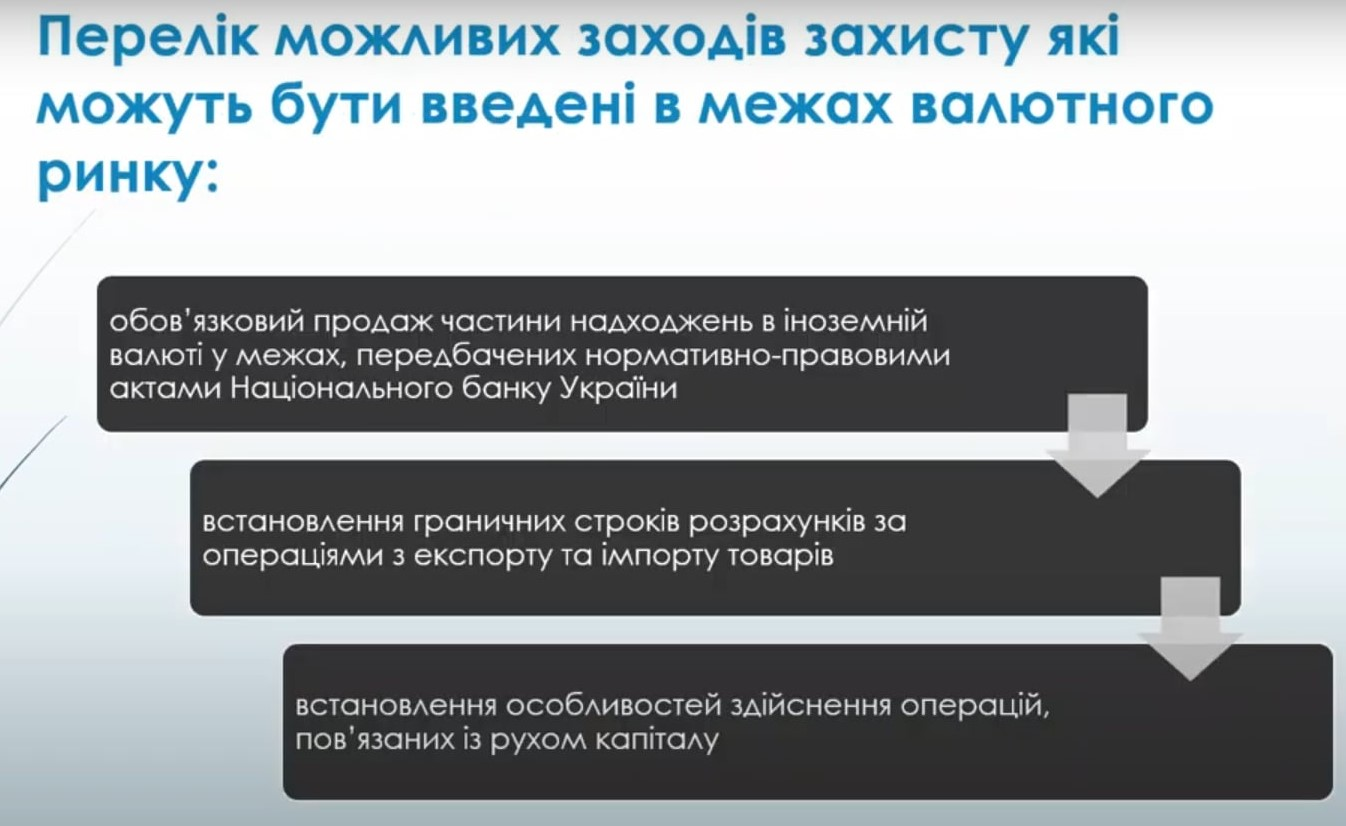 Перелік можливих заходів захисту які
можуть бути введені в межах валютного
ринку:
обов’язковий продаж частини надходжень в іноземній
валюті у межах, передбачених нормативно-правовими
актами Національного банку України
встановлення граничних строків розрахунків за
операціями з експорту та імпорту товарів
встановлення особливостей здійснення операцій,
пов’язаних із рухом капіталу